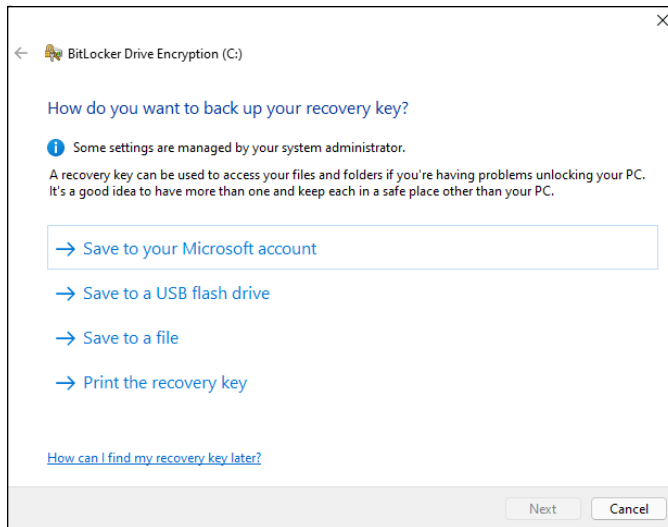 BitLocker Drive Encryption (C:)
How do you want to back up your recovery key?
Some settings are managed by your system administrator.
A recovery key can be used to access your files and folders if you're having problems unlocking your PC.
It's a good idea to have more than one and keep each in a safe place other than your PC.
Save to your Microsoft account
Save to a USB flash drive
Save to a file
Print the recovery key
How can I find my recovery key later?
Next Cancel